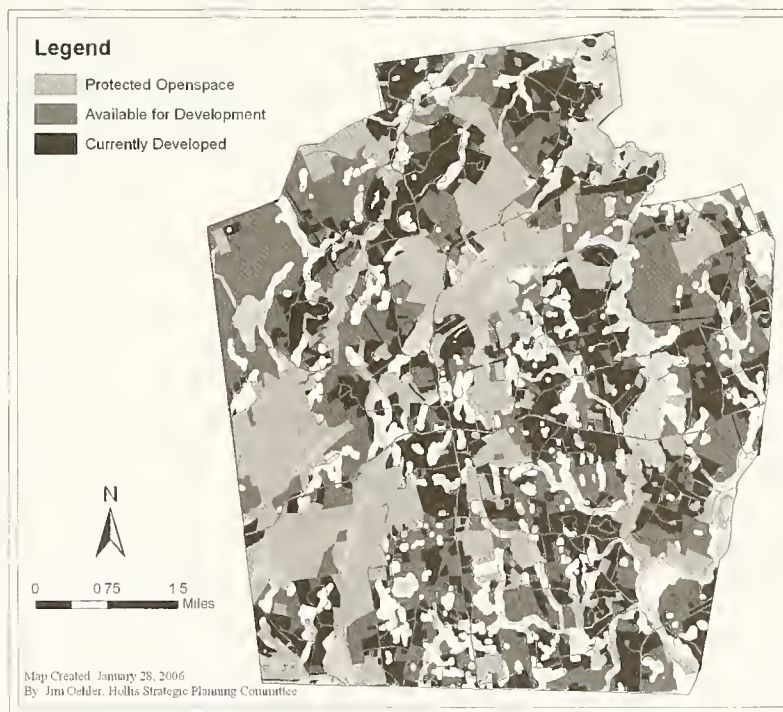 Legend
Protected Openspace
Available for Development
Currently Developed
N
0 0 75 1 5
Miles
Map Created January 28, 2006
By Jim Oehler, Hollis Strategic Planning Committee